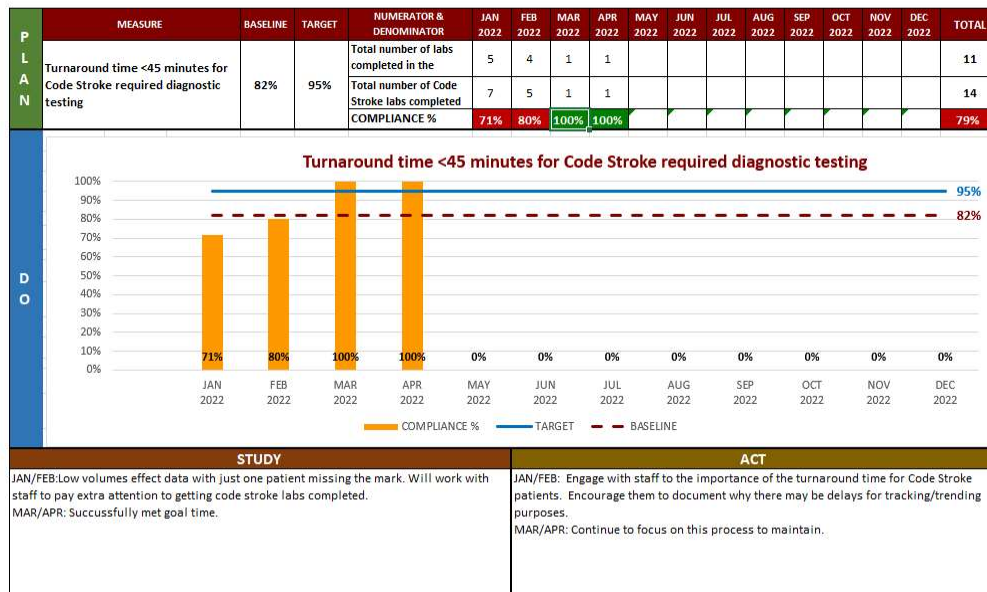 PLAN
MEASURE BASELINE TARGET NUMERATOR & DENOMINATOR JAN 2022 FEB 2022 MAR 2022 APR 2022 MAY 2022 JUN 2022 JUL 2022 AUG 2022 SEP 2022 OCT 2022 NOV 2022 DEC 2022 TOTAL
Turnaround time <45 minutes for
Code Stroke required diagnostic
testing
82% 95%
Total number of labs
completed in the
5 4 1 1 11
Total number of Code
Stroke labs completed
7 5 1 1 14
COMPLIANCE % 71% 80% 100% 100% 79%
DO
Turnaround time <45 minutes for Code Stroke required diagnostic testing
100%
90%
80%
70%
60%
50%
40%
30%
20%
10%
0%
95%
82%
71% 80% 100% 100% 0% 0% 0% 0% 0% 0% 0% 0%
JAN FEB MAR APR MAY JUN JUL AUG SEP OCT NOV DEC
2022 2022 2022 2022 2022 2022 2022 2022 2022 2022 2022 2022
COMPLIANCE % TARGET BASELINE
STUDY
JAN/FEB:Low volumes effect data with just one patient missing the mark. Will work with
staff to pay extra attention to getting code stroke labs completed.
MAR/APR: Succussfully met goal time.
ACT
JAN/FEB: Engage with staff to the importance of the turnaround time for Code Stroke
patients. Encourage them to document why there may be delays for tracking/trending
purposes.
MAR/APR: Continue to focus on this process to maintain.